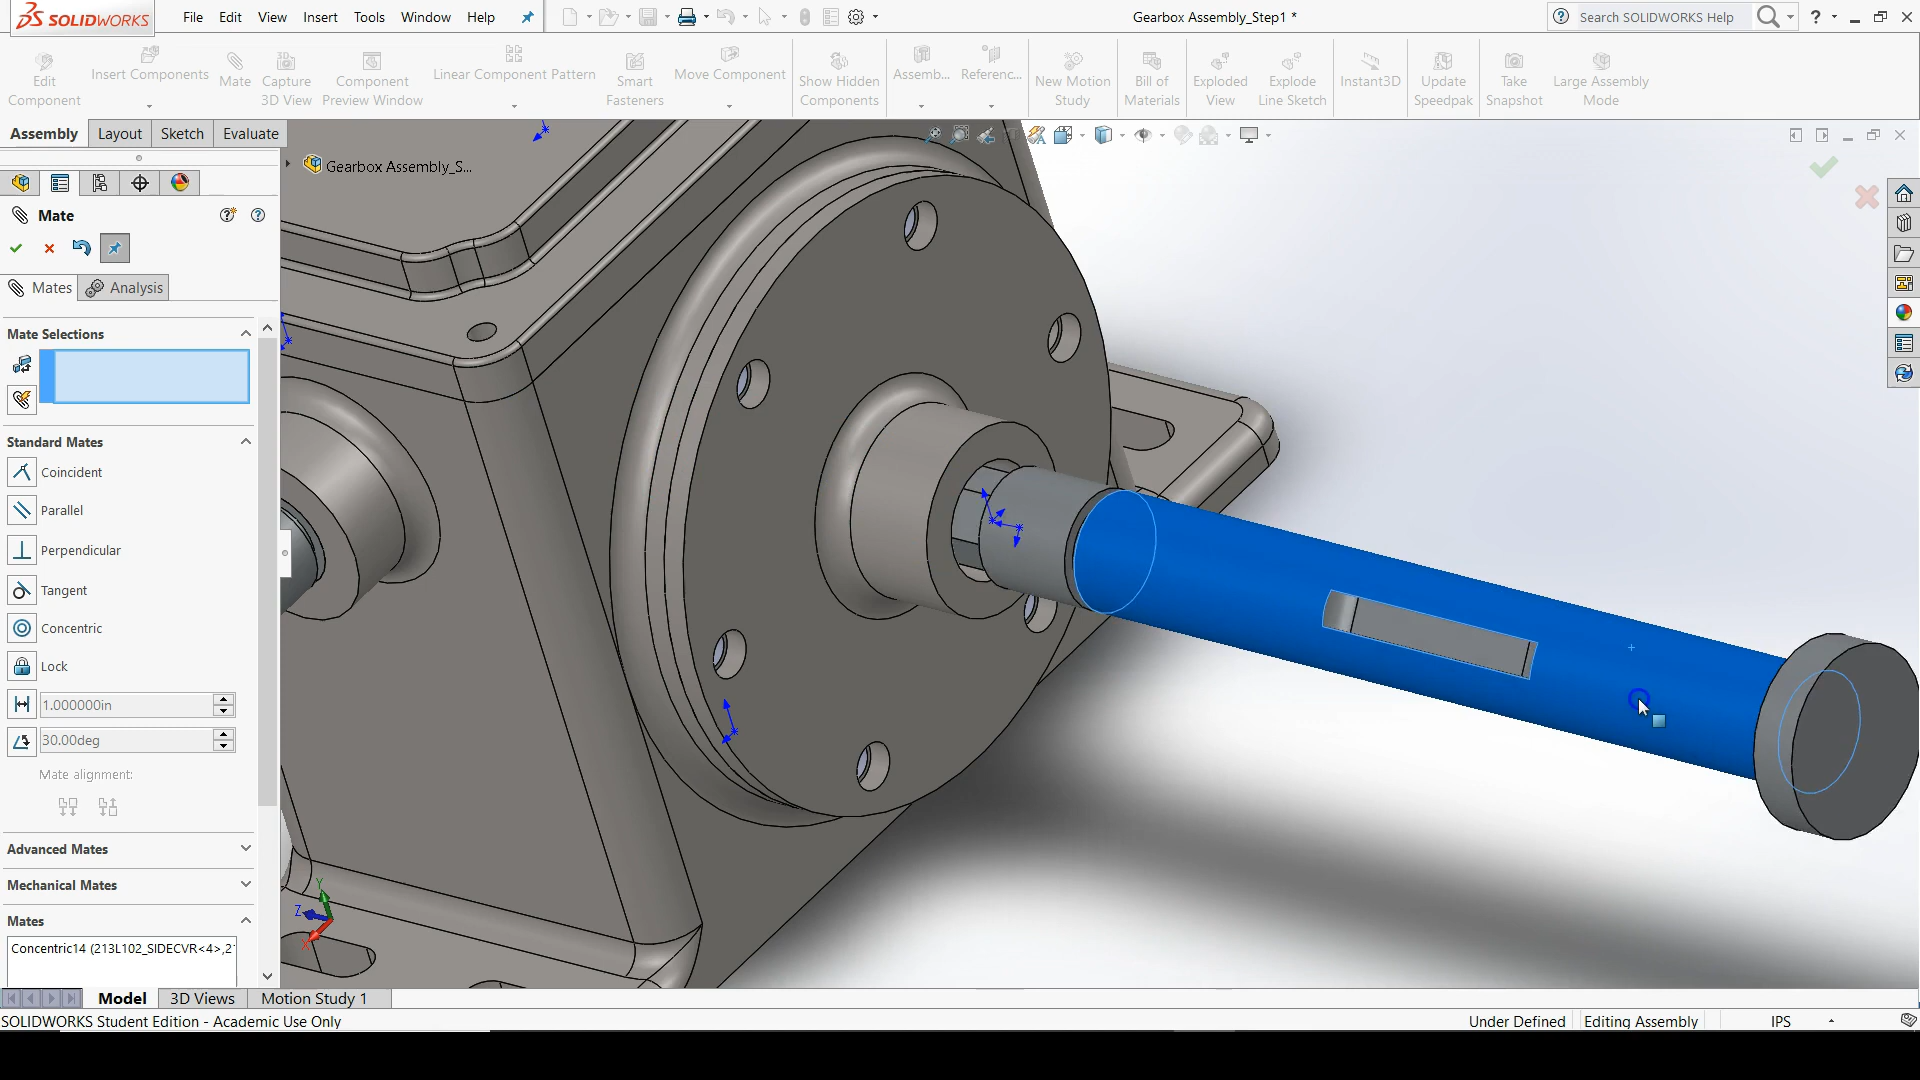 SOLIDWORKS File Edit View Insert Tools Window Help Gearbox Assembly_Step1 * Search SOLIDWORKS Help ?
Edit Component
Insert Components
Mate
Capture 3D View
Component Preview Window
Linear Component Pattern
Smart Fasteners
Move Component
Show Hidden Components
Assemb...
Referenc...
New Motion Study
Bill of Materials
Exploded View
Explode Line Sketch
Instant3D
Update Speedpak
Take Snapshot
Large Assembly Mode
Assembly Layout Sketch Evaluate
Gearbox Assembly_S...
Mate
Mates Analysis
Mate Selections
Standard Mates
Coincident
Parallel
Perpendicular
Tangent
Concentric
Lock
1.000000in
30.00deg
Mate alignment:
Advanced Mates
Mechanical Mates
Mates
Concentric14 (213L102_SIDECVR<4>,2
Y
Z
X
Model 3D Views Motion Study 1
SOLIDWORKS Student Edition - Academic Use Only Under Defined Editing Assembly IPS